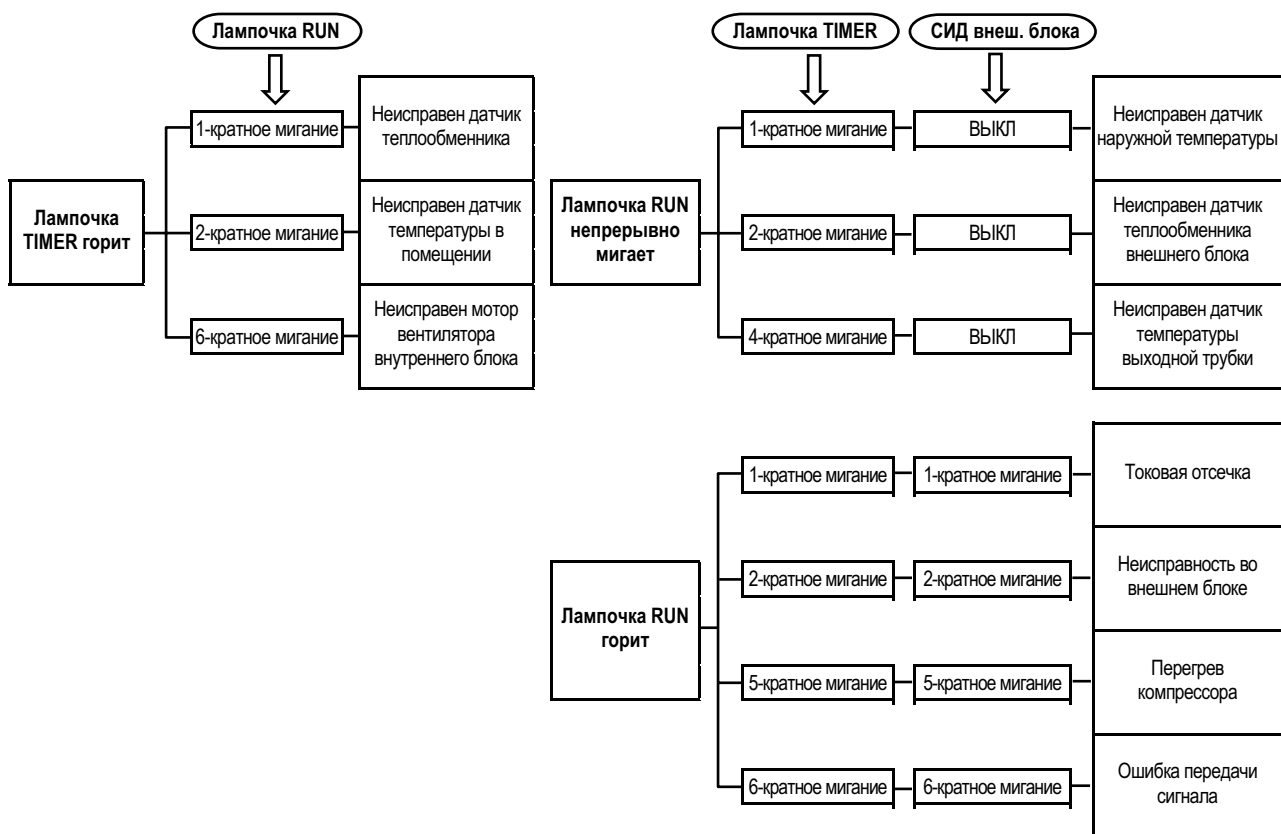 Лампочка RUN
1-кратное мигание
Неисправен датчик
теплообменника
Лампочка
TIMER горит
2-кратное мигание
Неисправен датчик
температуры в
помещении
6-кратное мигание
Неисправен мотор
вентилятора
внутреннего блока
Лампочка TIMER
СИД внеш. блока
1-кратное мигание
ВЫКЛ
Неисправен датчик
наружной температуры
Лампочка RUN
непрерывно
мигает
2-кратное мигание
ВЫКЛ
Неисправен датчик
теплообменника
внешнего блока
4-кратное мигание
ВЫКЛ
Неисправен датчик
температуры
выходной трубки
1-кратное мигание
1-кратное мигание
Токовая отсечка
Лампочка RUN
горит
2-кратное мигание
2-кратное мигание
Неисправность во
внешнем блоке
5-кратное мигание
5-кратное мигание
Перегрев
компрессора
6-кратное мигание
6-кратное мигание
Ошибка передачи
сигнала